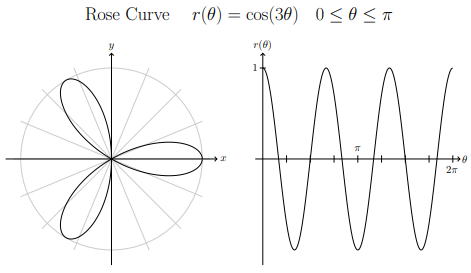 Rose Curve r(θ) = cos(3θ) 0 ≤ θ ≤ π
y
x
r(θ)
1
π
2π
θ